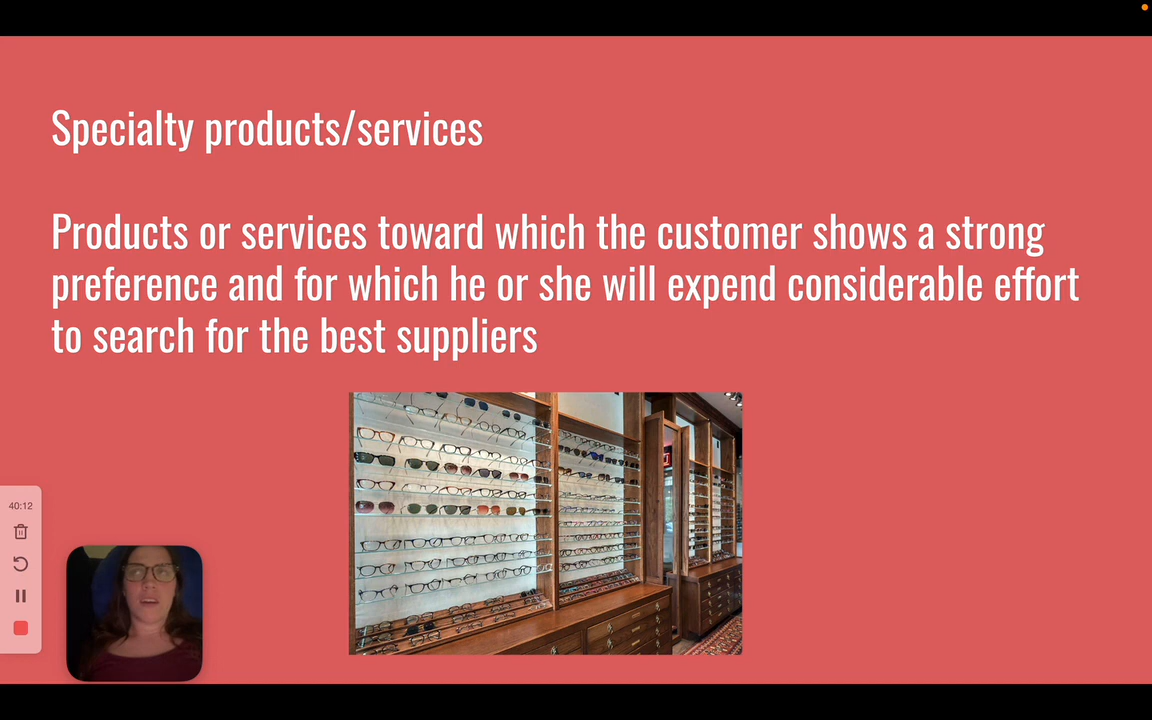 Specialty products/services
Products or services toward which the customer shows a strong
preference and for which he or she will expend considerable effort
to search for the best suppliers
40:12